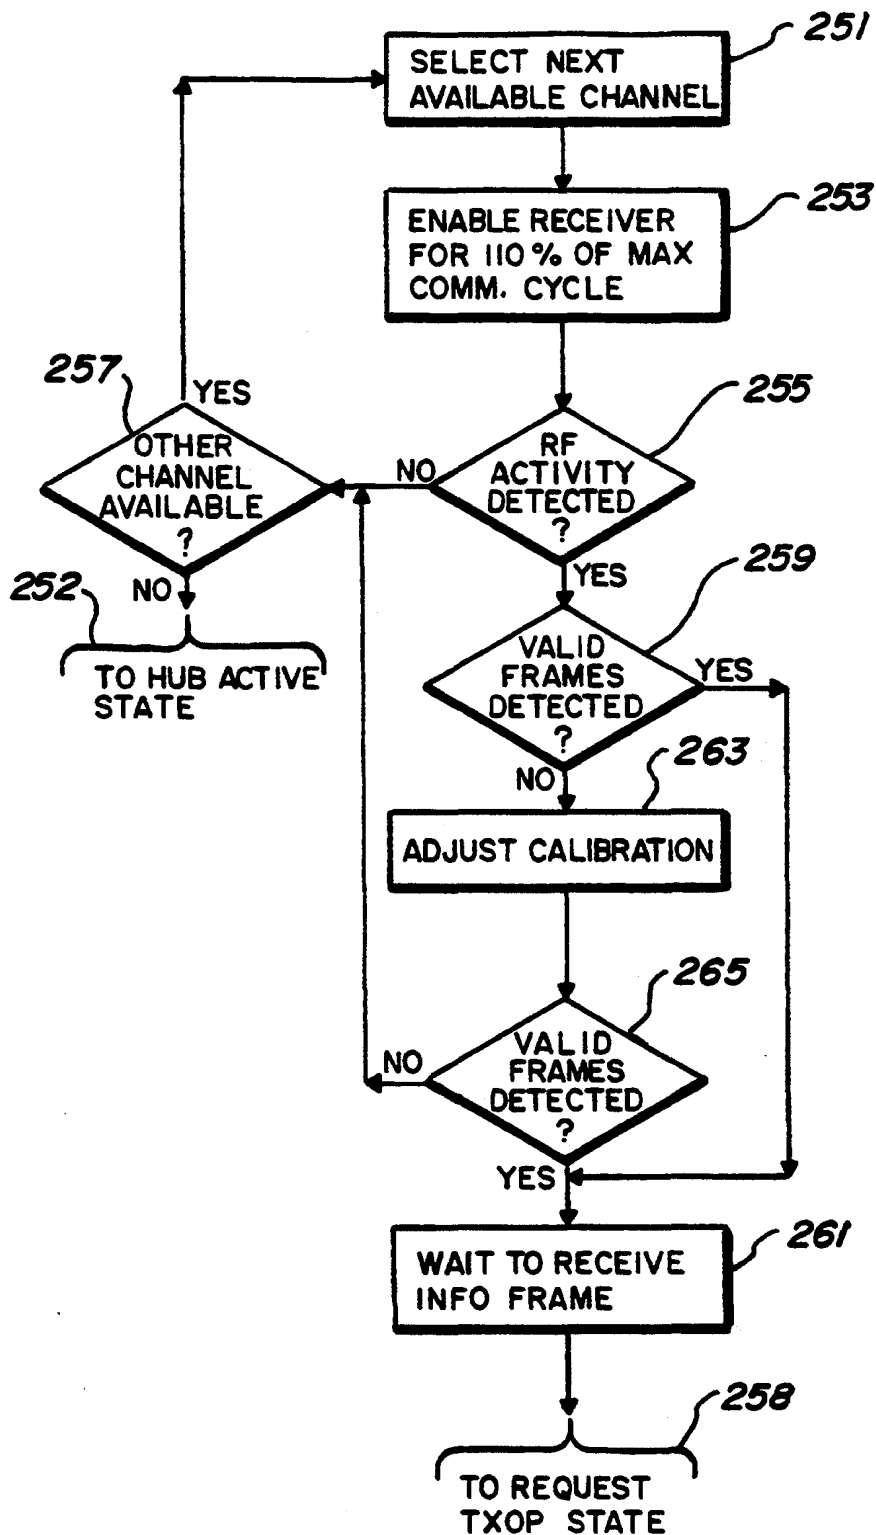 251
SELECT NEXT
AVAILABLE CHANNEL
253
ENABLE RECEIVER
FOR 110% OF MAX
COMM. CYCLE
257
YES
255
OTHER
CHANNEL
AVAILABLE
?
NO
RF
ACTIVITY
DETECTED
?
252
NO
YES
259
TO HUB ACTIVE
STATE
VALID
FRAMES
DETECTED
?
YES
NO
263
ADJUST CALIBRATION
265
NO
VALID
FRAMES
DETECTED
?
YES
261
WAIT TO RECEIVE
INFO FRAME
258
TO REQUEST
TXOP STATE